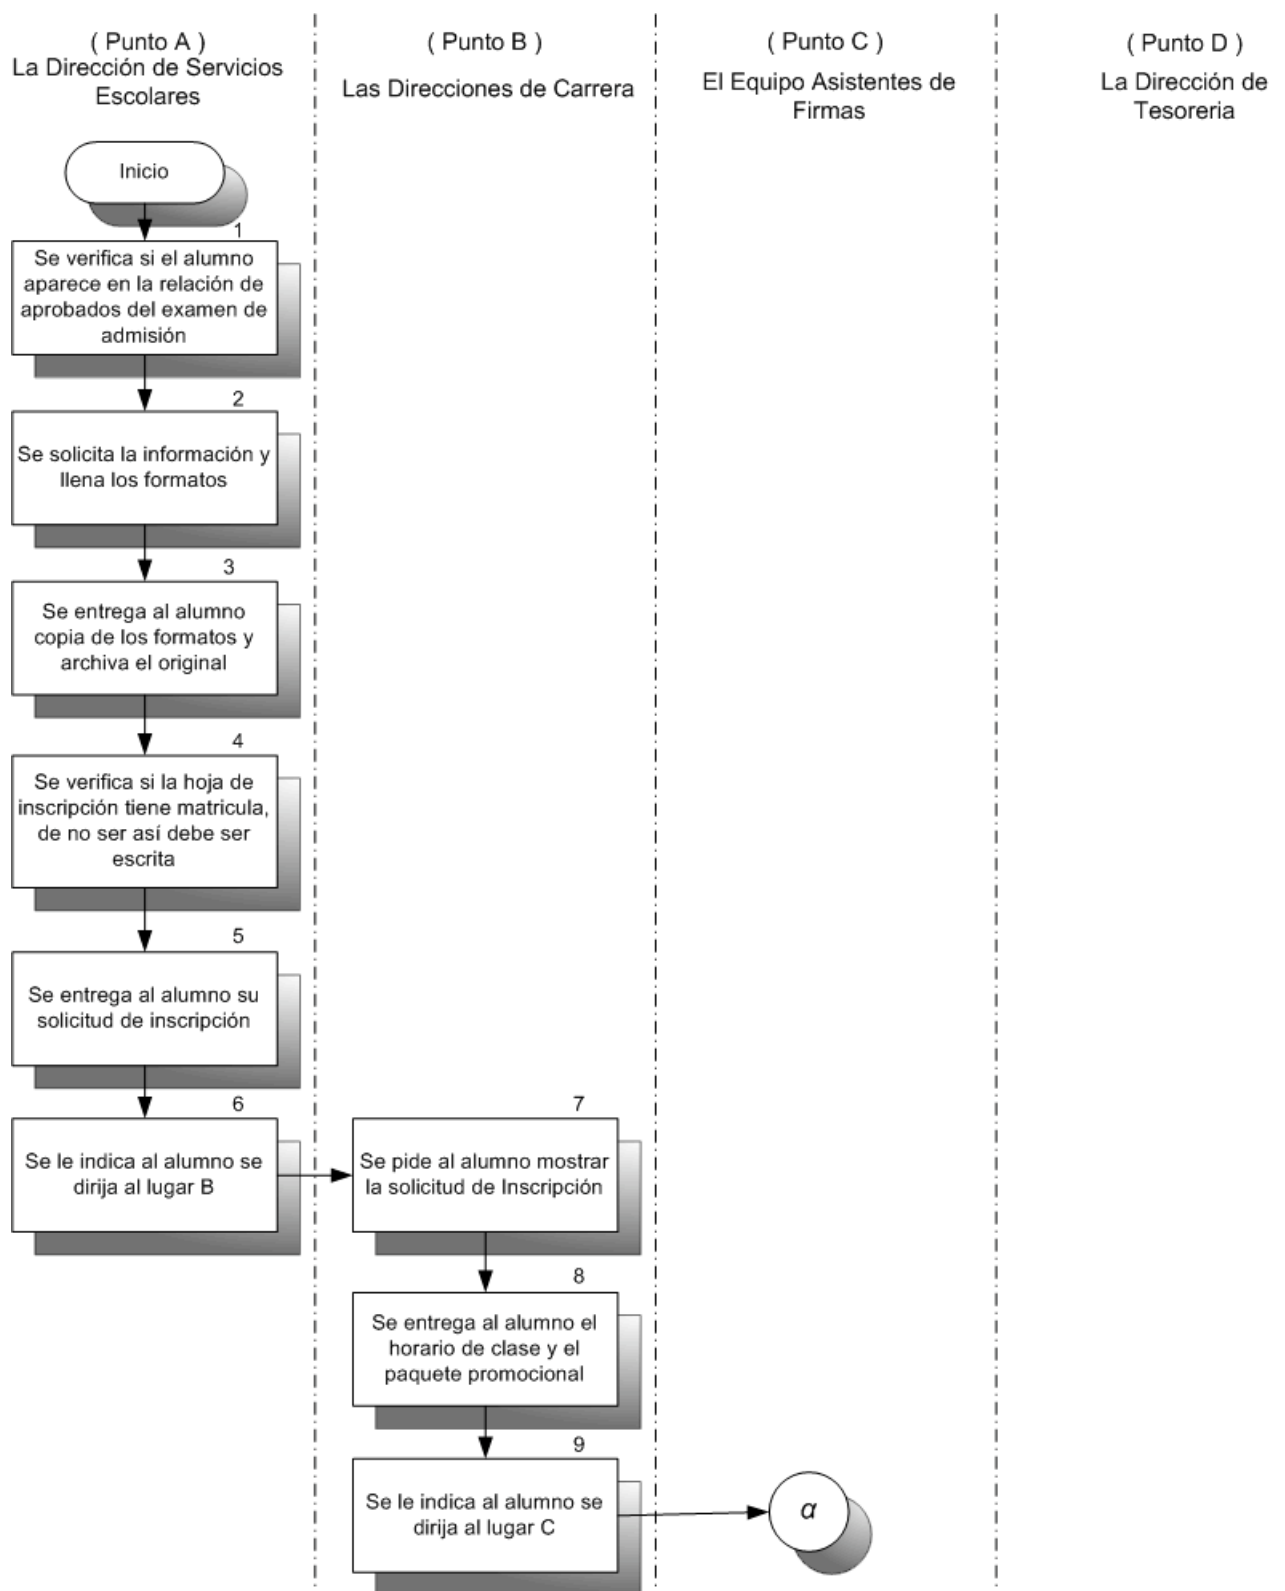 ( Punto A )
La Dirección de Servicios
Escolares
( Punto B )
Las Direcciones de Carrera
( Punto C )
El Equipo Asistentes de
Firmas
( Punto D )
La Dirección de
Tesoreria
Inicio
1
Se verifica si el alumno
aparece en la relación de
aprobados del examen de
admisión
2
Se solicita la información y
llena los formatos
3
Se entrega al alumno
copia de los formatos y
archiva el original
4
Se verifica si la hoja de
inscripción tiene matricula,
de no ser así debe ser
escrita
5
Se entrega al alumno su
solicitud de inscripción
6
Se le indica al alumno se
dirija al lugar B
7
Se pide al alumno mostrar
la solicitud de Inscripción
8
Se entrega al alumno el
horario de clase y el
paquete promocional
9
Se le indica al alumno se
dirija al lugar C
α